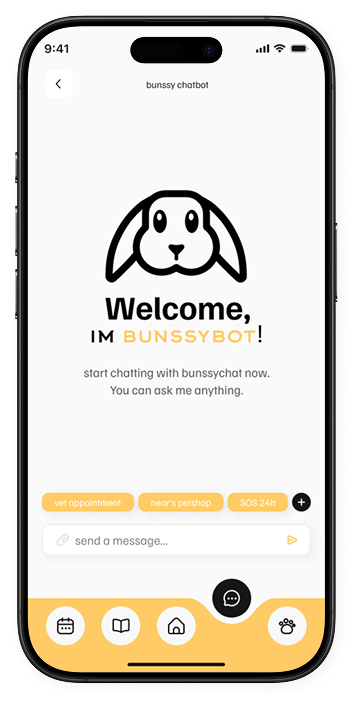 9:41
bunssy chatbot
Welcome,
IM BUNSSYBOT!
start chatting with bunssychat now.
You can ask me anything.
vet appointment near's petshop SOS 24h +
send a message...